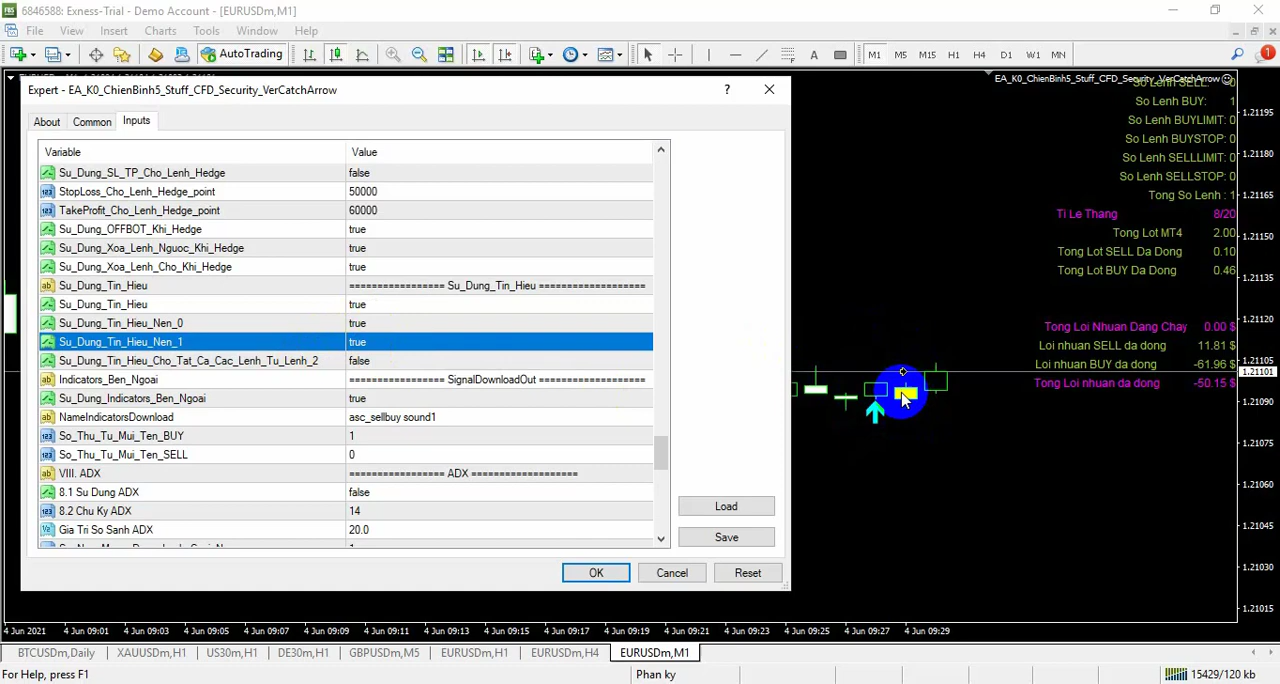 6846588: Exness-Trial - Demo Account - [EURUSDm,M1]
File View Insert Charts Tools Window Help
AutoTrading A M1 M5 M15 H1 H4 D1 W1 MN 1
Expert - EA_K0_ChienBinh5_Stuff_CFD_Security_VerCatchArrow ?
About Common Inputs
Variable Value
Su_Dung_SL_TP_Cho_Lenh_Hedge false
StopLoss_Cho_Lenh_Hedge_point 50000
TakeProfit_Cho_Lenh_Hedge_point 60000
Su_Dung_OFFBOT_Khi_Hedge true
Su_Dung_Xoa_Lenh_Nguoc_Khi_Hedge true
Su_Dung_Xoa_Lenh_Cho_Khi_Hedge true
Su_Dung_Tin_Hieu ================ Su_Dung_Tin_Hieu ===================
Su_Dung_Tin_Hieu true
Su_Dung_Tin_Hieu_Nen_0 true
Su_Dung_Tin_Hieu_Nen_1 true
Su_Dung_Tin_Hieu_Cho_Tat_Ca_Cac_Lenh_Tu_Lenh_2 false
Indicators_Ben_Ngoai ================ SignalDownloadOut ================
Su_Dung_Indicators_Ben_Ngoai true
NameIndicatorsDownload asc_sellbuy sound1
So_Thu_Tu_Mui_Ten_BUY 1
So_Thu_Tu_Mui_Ten_SELL 0
VIII. ADX ================ ADX ==================
8.1 Su Dung ADX false
8.2 Chu Ky ADX 14
Gia Tri So Sanh ADX 20.0
Load
Save
OK Cancel Reset
EA_K0_ChienBinh5_Stuff_CFD_Security_VerCatchArrow
So Lenh SELL: 0
So Lenh BUY: 1
So Lenh BUYLIMIT: 0
So Lenh BUYSTOP: 0
So Lenh SELLLIMIT: 0
So Lenh SELLSTOP: 0
Tong So Lenh : 1
Ti Le Thang 8/20
Tong Lot MT4 2.00
Tong Lot SELL Da Dong 0.10
Tong Lot BUY Da Dong 0.46
Tong Loi Nhuan Dang Chay 0.00 $
Loi nhuan SELL da dong 11.81 $
Loi nhuan BUY da dong -61.96 $
Tong Loi nhuan da dong -50.15 $
1.21195
1.21180
1.21165
1.21150
1.21135
1.21120
1.21105
1.21101
1.21090
1.21075
1.21060
1.21045
1.21030
1.21015
4 Jun 2021 4 Jun 09:01 4 Jun 09:03 4 Jun 09:05 4 Jun 09:07 4 Jun 09:09 4 Jun 09:11 4 Jun 09:13 4 Jun 09:15 4 Jun 09:17 4 Jun 09:19 4 Jun 09:21 4 Jun 09:23 4 Jun 09:25 4 Jun 09:27 4 Jun 09:29
BTCUSDm,Daily XAUUSDm,H1 US30m,H1 DE30m,H1 GBPUSDm,M5 EURUSDm,H1 EURUSDm,H4 EURUSDm,M1
For Help, press F1 Phan ky 15429/120 kb